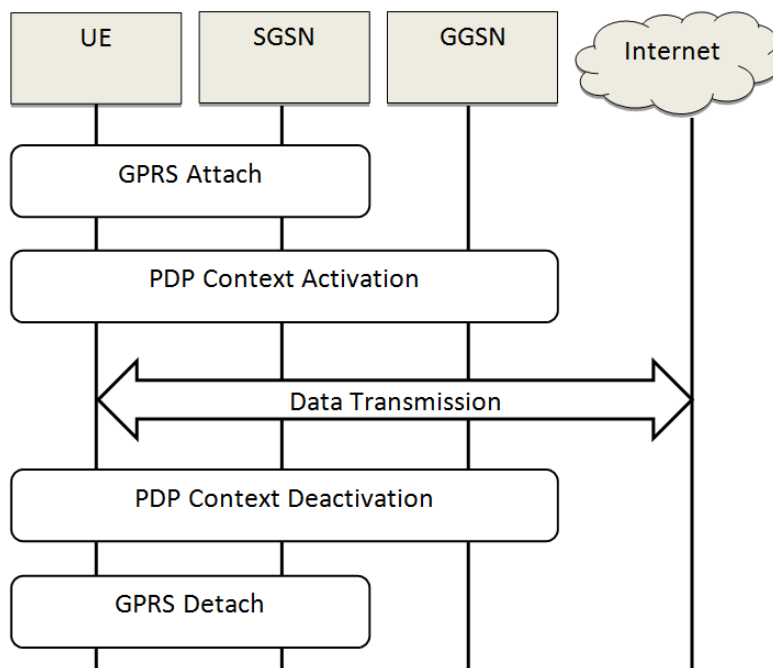 UE
SGSN
GGSN
Internet
GPRS Attach
PDP Context Activation
Data Transmission
PDP Context Deactivation
GPRS Detach